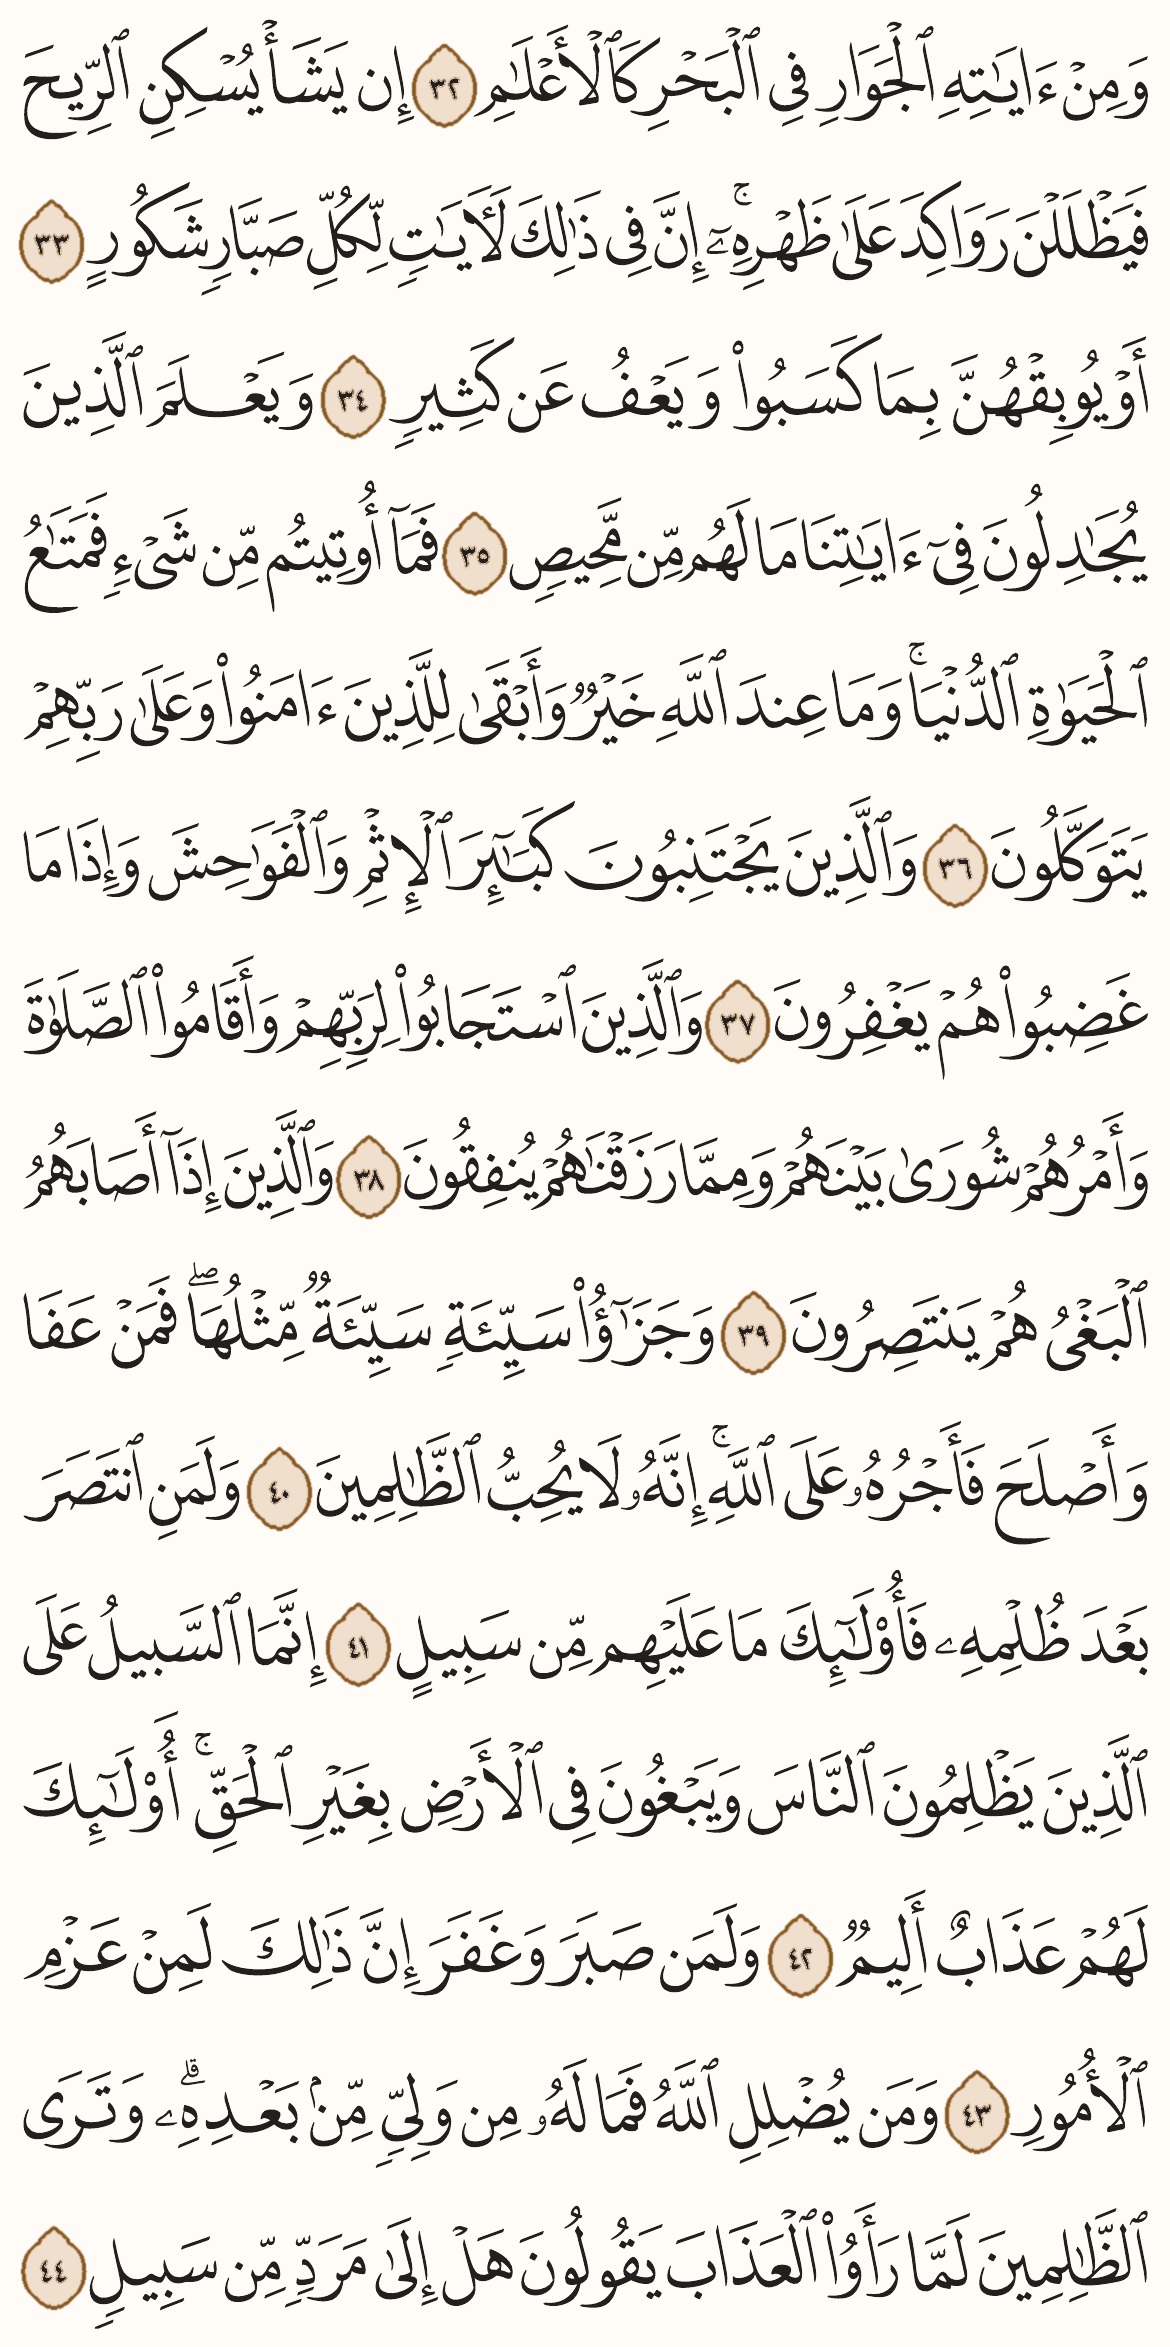 وَمِنْ ءَايَـٰتِهِ ٱلْجَوَارِ فِى ٱلْبَحْرِ كَٱلْأَعْلَـٰمِ ٣٢ إِن يَشَأْ يُسْكِنِ ٱلرِّيحَ
فَيَظْلَلْنَ رَوَاكِدَ عَلَىٰ ظَهْرِهِۦٓ ۚ إِنَّ فِى ذَٰلِكَ لَـَٔايَـٰتٍ لِّكُلِّ صَبَّارٍ شَكُورٍ ٣٣
أَوْ يُوبِقْهُنَّ بِمَا كَسَبُوا۟ وَيَعْفُ عَن كَثِيرٍ ٣٤ وَيَعْلَمَ ٱلَّذِينَ
يُجَـٰدِلُونَ فِىٓ ءَايَـٰتِنَا مَا لَهُم مِّن مَّحِيصٍ ٣٥ فَمَآ أُوتِيتُم مِّن شَىْءٍ فَمَتَـٰعُ
ٱلْحَيَوٰةِ ٱلدُّنْيَا ۚ وَمَا عِندَ ٱللَّهِ خَيْرٌ وَأَبْقَىٰ لِلَّذِينَ ءَامَنُوا۟ وَعَلَىٰ رَبِّهِمْ
يَتَوَكَّلُونَ ٣٦ وَٱلَّذِينَ يَجْتَنِبُونَ كَبَـٰٓئِرَ ٱلْإِثْمِ وَٱلْفَوَٰحِشَ وَإِذَا مَا
غَضِبُوا۟ هُمْ يَغْفِرُونَ ٣٧ وَٱلَّذِينَ ٱسْتَجَابُوا۟ لِرَبِّهِمْ وَأَقَامُوا۟ ٱلصَّلَوٰةَ
وَأَمْرُهُمْ شُورَىٰ بَيْنَهُمْ وَمِمَّا رَزَقْنَـٰهُمْ يُنفِقُونَ ٣٨ وَٱلَّذِينَ إِذَآ أَصَابَهُمُ
ٱلْبَغْىُ هُمْ يَنتَصِرُونَ ٣٩ وَجَزَٰٓؤُا۟ سَيِّئَةٍ سَيِّئَةٌ مِّثْلُهَا ۖ فَمَنْ عَفَا
وَأَصْلَحَ فَأَجْرُهُۥ عَلَى ٱللَّهِ ۚ إِنَّهُۥ لَا يُحِبُّ ٱلظَّـٰلِمِينَ ٤٠ وَلَمَنِ ٱنتَصَرَ
بَعْدَ ظُلْمِهِۦ فَأُو۟لَـٰٓئِكَ مَا عَلَيْهِم مِّن سَبِيلٍ ٤١ إِنَّمَا ٱلسَّبِيلُ عَلَى
ٱلَّذِينَ يَظْلِمُونَ ٱلنَّاسَ وَيَبْغُونَ فِى ٱلْأَرْضِ بِغَيْرِ ٱلْحَقِّ ۚ أُو۟لَـٰٓئِكَ
لَهُمْ عَذَابٌ أَلِيمٌ ٤٢ وَلَمَن صَبَرَ وَغَفَرَ إِنَّ ذَٰلِكَ لَمِنْ عَزْمِ
ٱلْأُمُورِ ٤٣ وَمَن يُضْلِلِ ٱللَّهُ فَمَا لَهُۥ مِن وَلِىٍّ مِّنۢ بَعْدِهِۦ ۗ وَتَرَى
ٱلظَّـٰلِمِينَ لَمَّا رَأَوُا۟ ٱلْعَذَابَ يَقُولُونَ هَلْ إِلَىٰ مَرَدٍّ مِّن سَبِيلٍ ٤٤